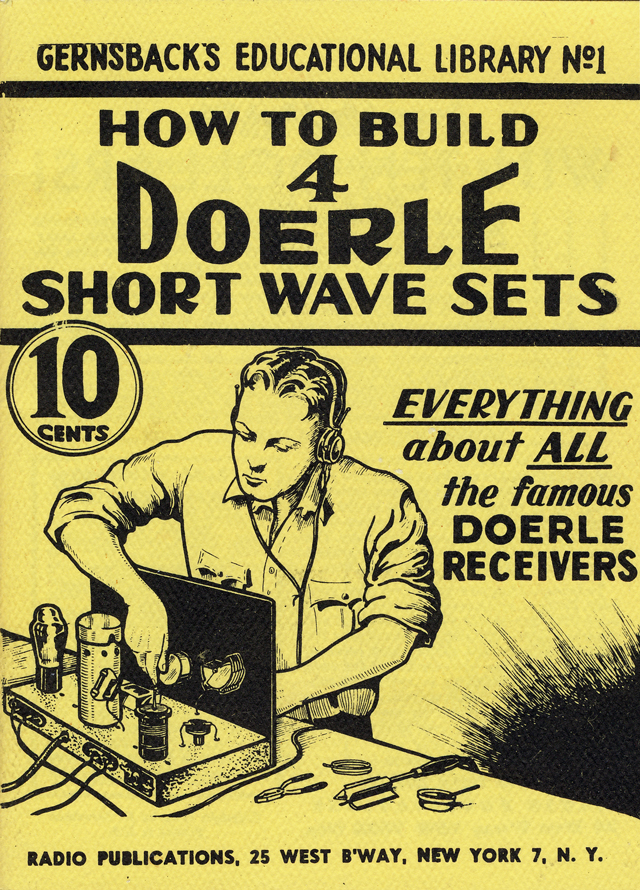 GERNSBACK'S EDUCATIONAL LIBRARY Nº1
HOW TO BUILD
4
DOERLE
SHORT WAVE SETS
10
CENTS
EVERYTHING
about ALL
the famous
DOERLE
RECEIVERS
RADIO PUBLICATIONS, 25 WEST B'WAY, NEW YORK 7, N. Y.